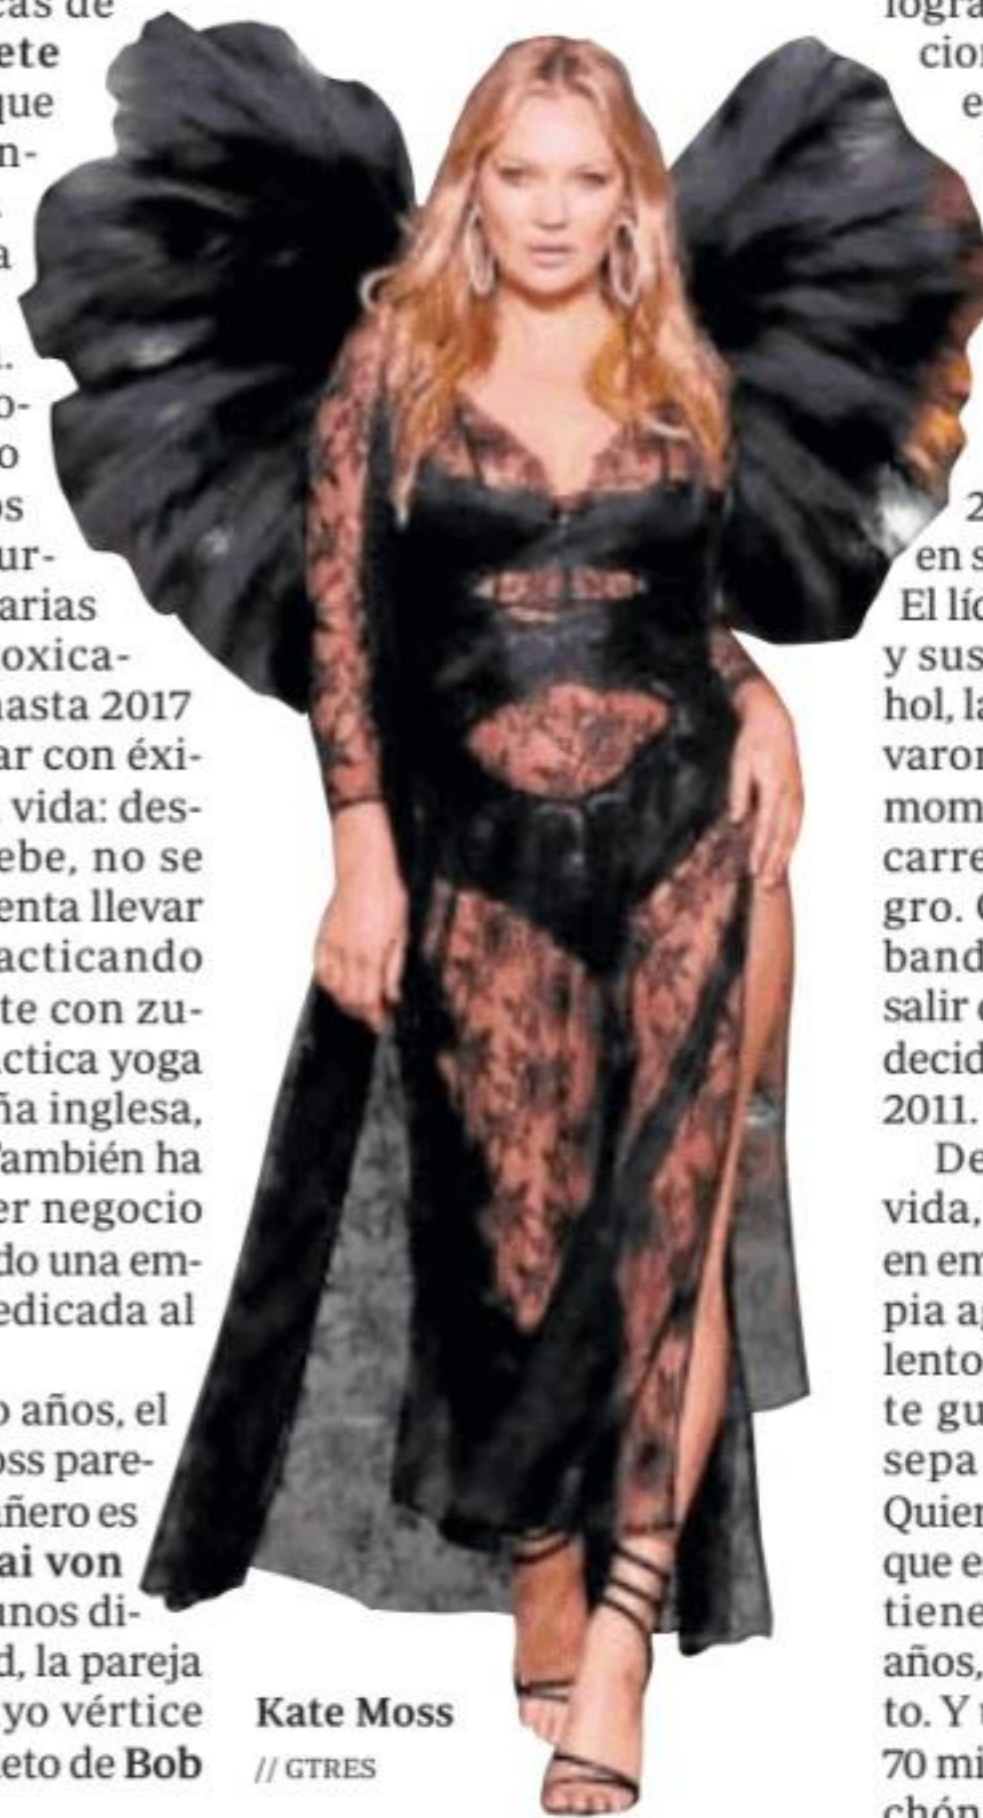 cas de
ete
que
n-
a
.
o-
o
os
ur-
arias
oxica-
hasta 2017
ar con éxi-
vida: des-
ebe, no se
enta llevar
acticando
te con zu-
áctica yoga
ña inglesa,
También ha
er negocio
do una em-
edicada al
o años, el
oss pare-
añero es
ai von
unos di-
d, la pareja
yo vértice
eto de Bob
Kate Moss
// GTRES
logra
cion
e
2
en s
El líd
y sus
hol, la
varon
mom
carre
gro. C
band
salir d
decid
2011.
De
vida,
en em
pia ag
lento
te gu
sepa
Quien
que es
tiene
años,
to. Y
70 mi
chón